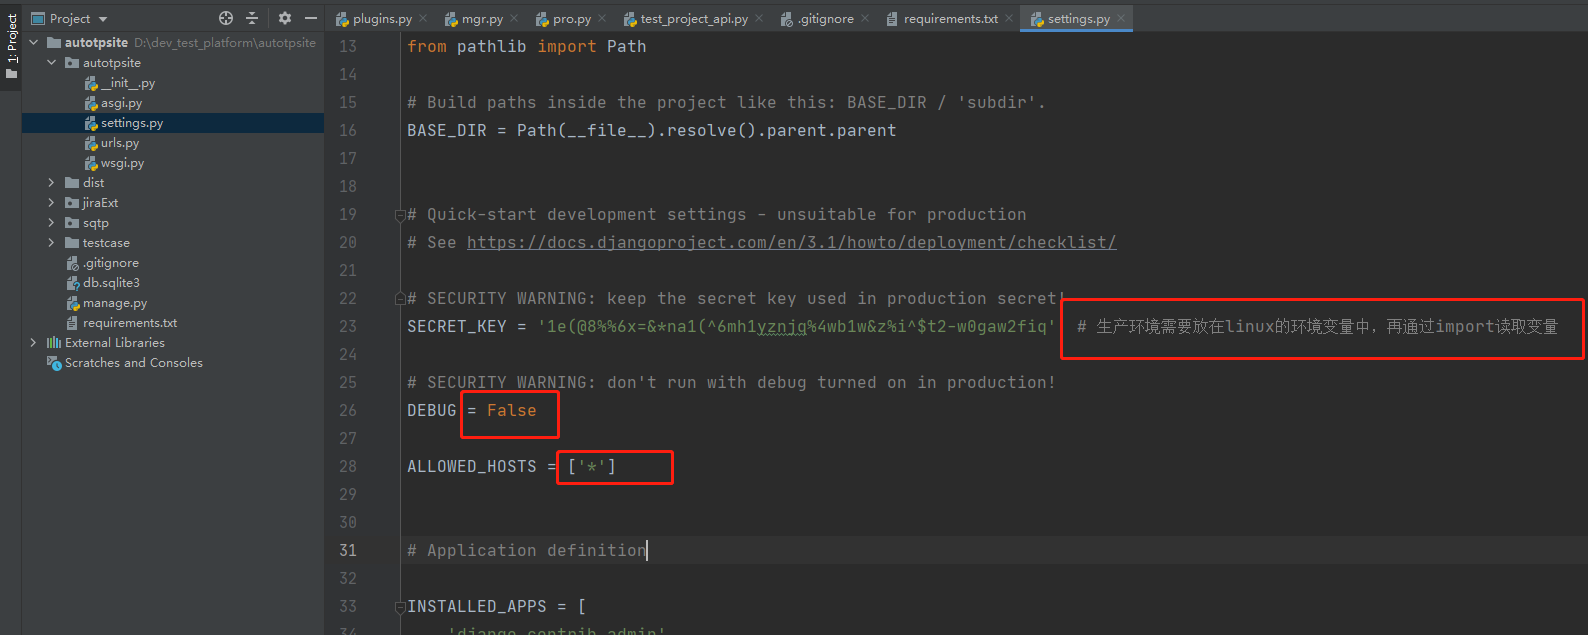 1: Project
Project
autotpsite D:\dev_test_platform\autotpsite
autotpsite
__init__.py
asgi.py
settings.py
urls.py
wsgi.py
dist
jiraExt
sqtp
testcase
.gitignore
db.sqlite3
manage.py
requirements.txt
External Libraries
Scratches and Consoles
plugins.py mgr.py pro.py test_project_api.py .gitignore requirements.txt settings.py
13 from pathlib import Path
14
15 # Build paths inside the project like this: BASE_DIR / 'subdir'.
16 BASE_DIR = Path(__file__).resolve().parent.parent
17
18
19 # Quick-start development settings - unsuitable for production
20 # See https://docs.djangoproject.com/en/3.1/howto/deployment/checklist/
21
22 # SECURITY WARNING: keep the secret key used in production secret!
23 SECRET_KEY = '1e(@8%%6x=&*na1(^6mh1yznjq%4wb1w&z%i^$t2-w0gaw2fiq' # 生产环境需要放在linux的环境变量中，再通过import读取变量
24
25 # SECURITY WARNING: don't run with debug turned on in production!
26 DEBUG = False
27
28 ALLOWED_HOSTS = ['*']
29
30
31 # Application definition
32
33 INSTALLED_APPS = [
34 'django.contrib.admin'